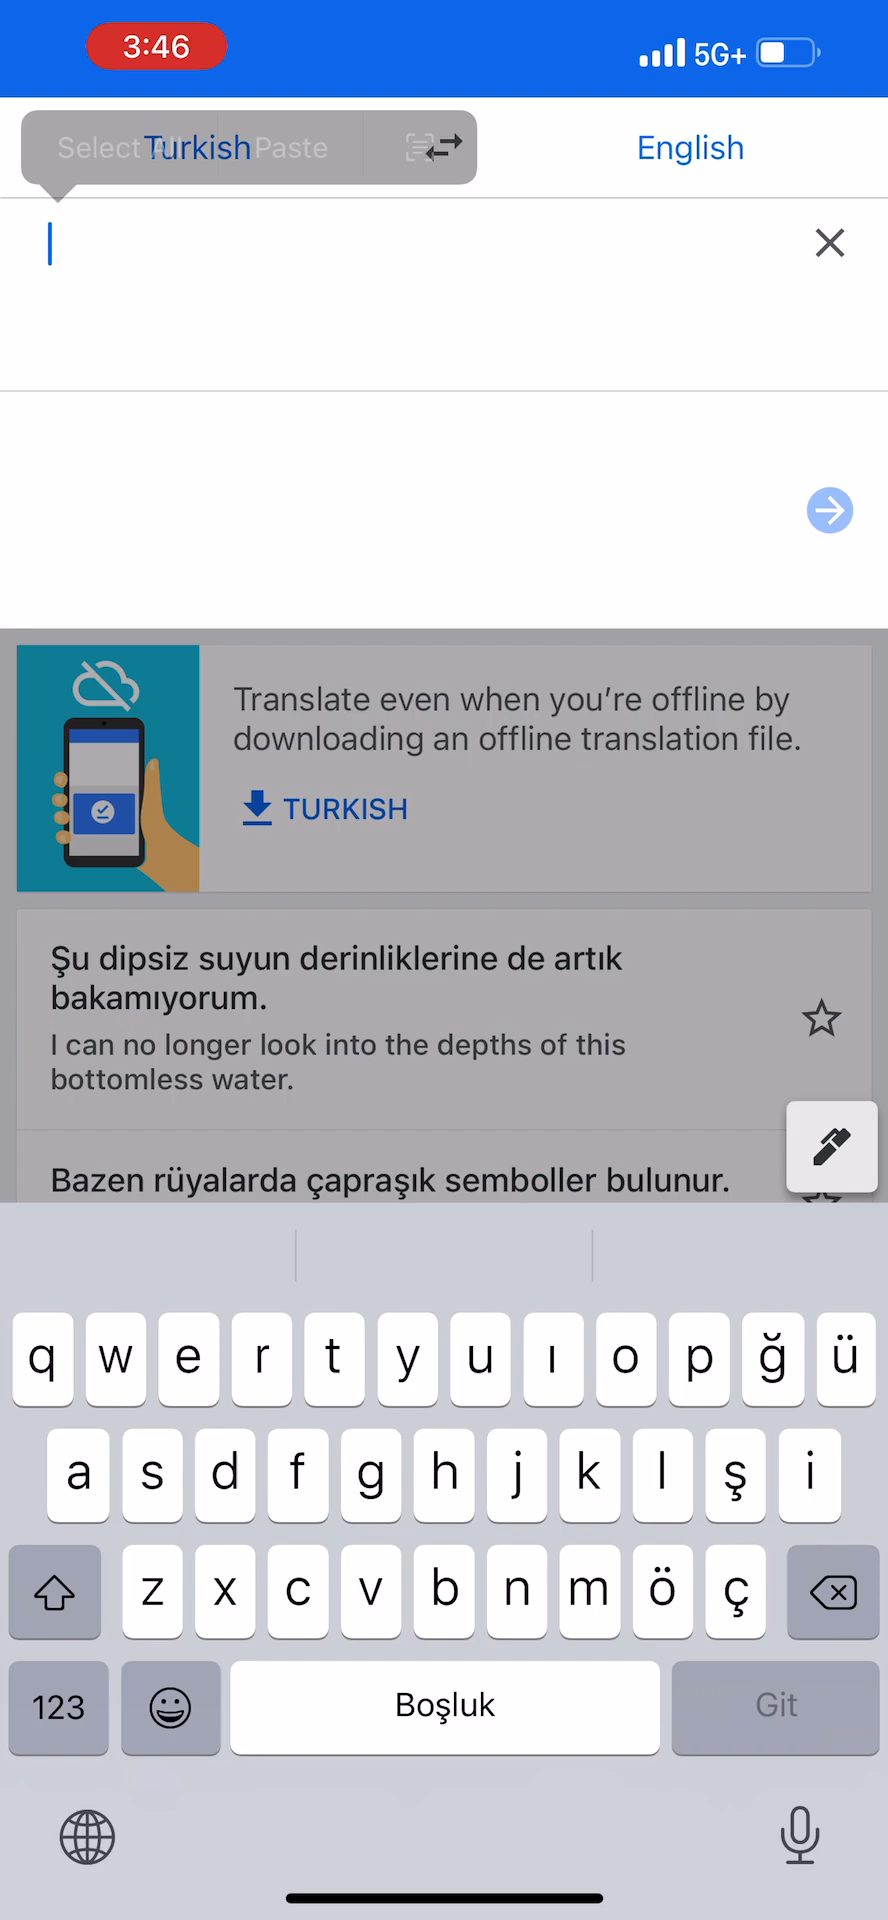 3:46
5G+
Select All Paste
Turkish
English
Translate even when you're offline by
downloading an offline translation file.
TURKISH
Şu dipsiz suyun derinliklerine de artık
bakamıyorum.
I can no longer look into the depths of this
bottomless water.
Bazen rüyalarda çapraşık semboller bulunur.
q w e r t y u ı o p ğ ü
a s d f g h j k l ş i
z x c v b n m ö ç
123
Boşluk
Git